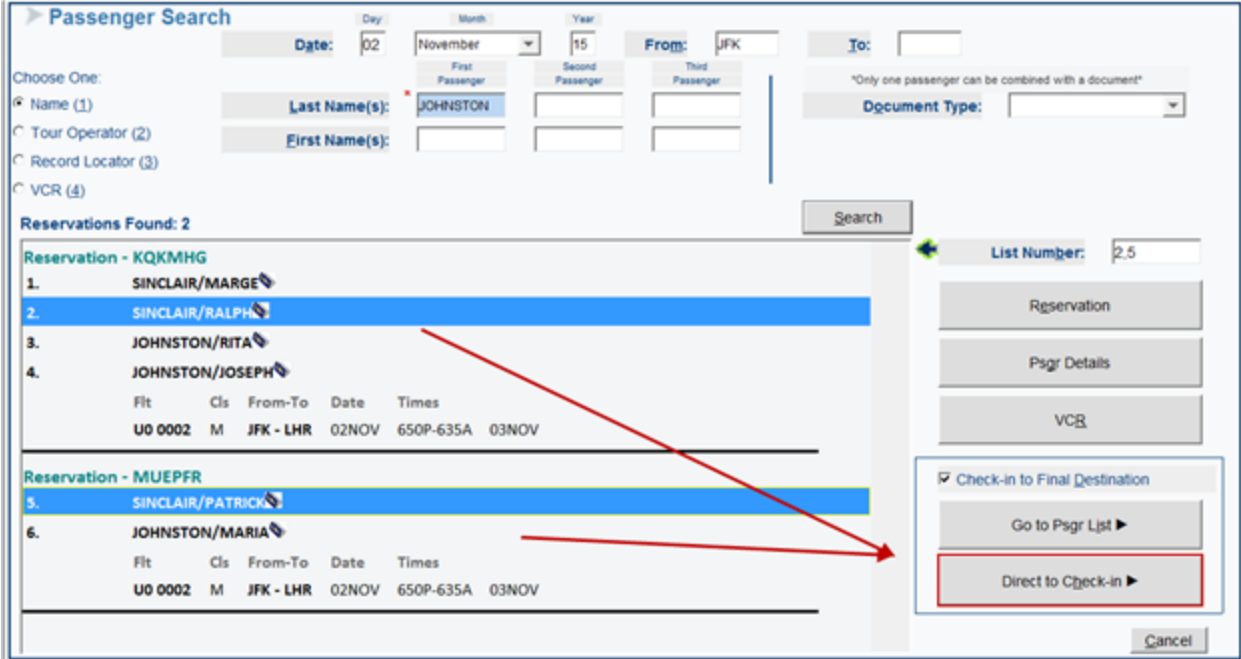 Passenger Search
Day Month Year
Date: 02 November 15 From: JFK To:
Choose One:
First Passenger Second Passenger Third Passenger
*Only one passenger can be combined with a document*
Name (1)
* Last Name(s): JOHNSTON
Document Type:
Tour Operator (2)
First Name(s):
Record Locator (3)
VCR (4)
Reservations Found: 2
Search
Reservation - KQKMHG
List Number: 2,5
1. SINCLAIR/MARGE
2. SINCLAIR/RALPH
Reservation
3. JOHNSTON/RITA
4. JOHNSTON/JOSEPH
Psgr Details
Flt Cls From-To Date Times
U0 0002 M JFK - LHR 02NOV 650P-635A 03NOV
VCR
Reservation - MUEPFR
Check-in to Final Destination
5. SINCLAIR/PATRICK
6. JOHNSTON/MARIA
Go to Psgr List ▶
Flt Cls From-To Date Times
U0 0002 M JFK - LHR 02NOV 650P-635A 03NOV
Direct to Check-in ▶
Cancel